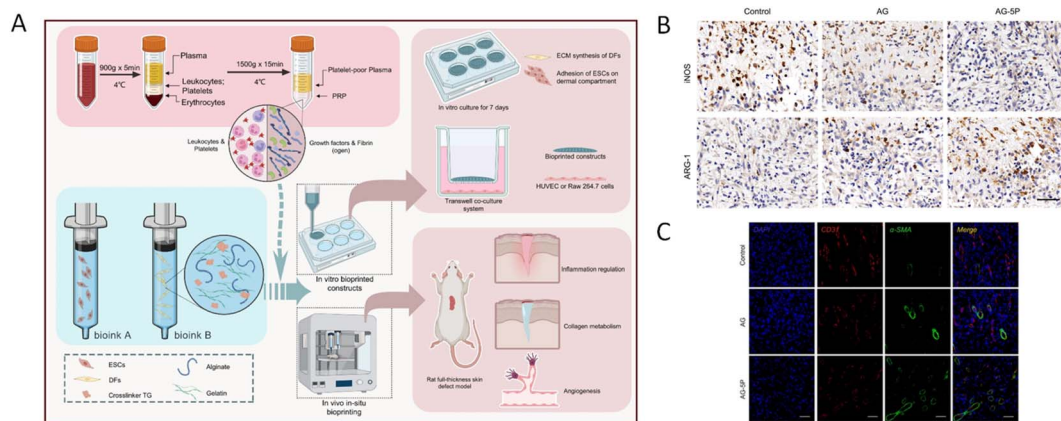 A
900g x 5min
4℃
Plasma
Leukocytes;
Platelets
Erythrocytes
1500g x 15min
4℃
Platelet-poor Plasma
PRP
Leukocytes &
Platelets
Growth factors & Fibrin
(ogen)
In vitro culture for 7
days
ECM synthesis of DFs
Adhesion of ESCs on
dermal compartment
Transwell co-culture
system
Bioprinted constructs
HUVEC or Raw 264.7 cells
bioink A
bioink B
ESCs
DFs
Crosslinker TG
Alginate
Gelatin
In vitro bioprinted
constructs
In vivo in-situ
bioprinting
Rat full-thickness skin
defect model
Inflammation regulation
Collagen metabolism
Angiogenesis
B
Control
AG
AG-5P
iNOS
ARG-1
C
DAPI
CD31
α-SMA
Merge
Control
AG
AG-5P